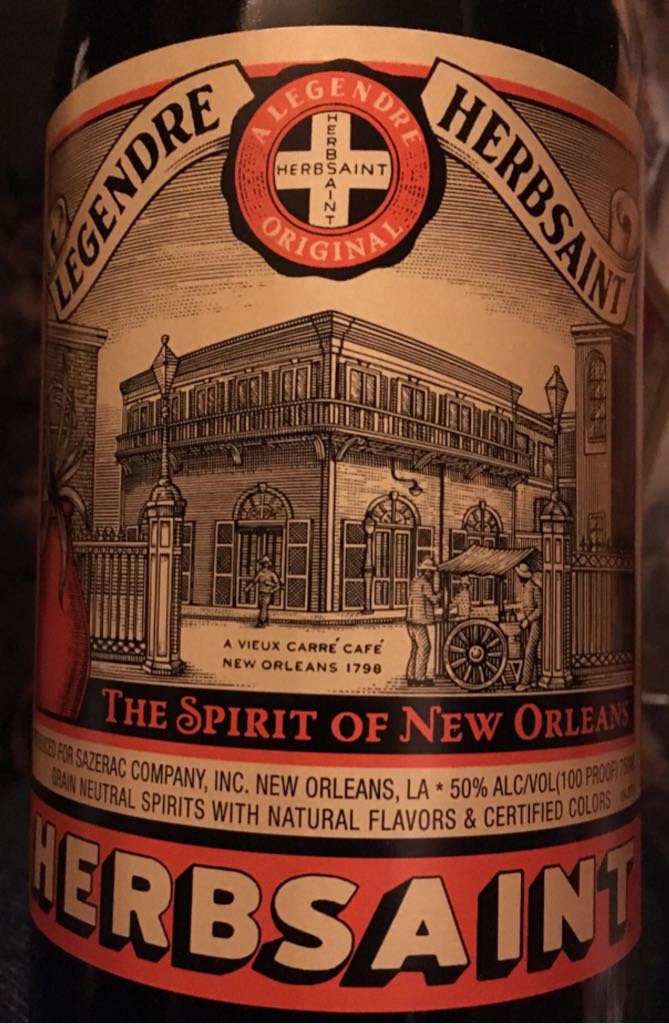 LEGENDRE
A LEGENDRE
HERBSAINT
HERBSAINT
ORIGINAL
HERBSAINT
A VIEUX CARRÉ CAFÉ
NEW ORLEANS 1798
THE SPIRIT OF NEW ORLEANS
FOR SAZERAC COMPANY, INC. NEW ORLEANS, LA * 50% ALC/VOL (100 PROOF)
GRAIN NEUTRAL SPIRITS WITH NATURAL FLAVORS & CERTIFIED COLORS
HERBSAINT